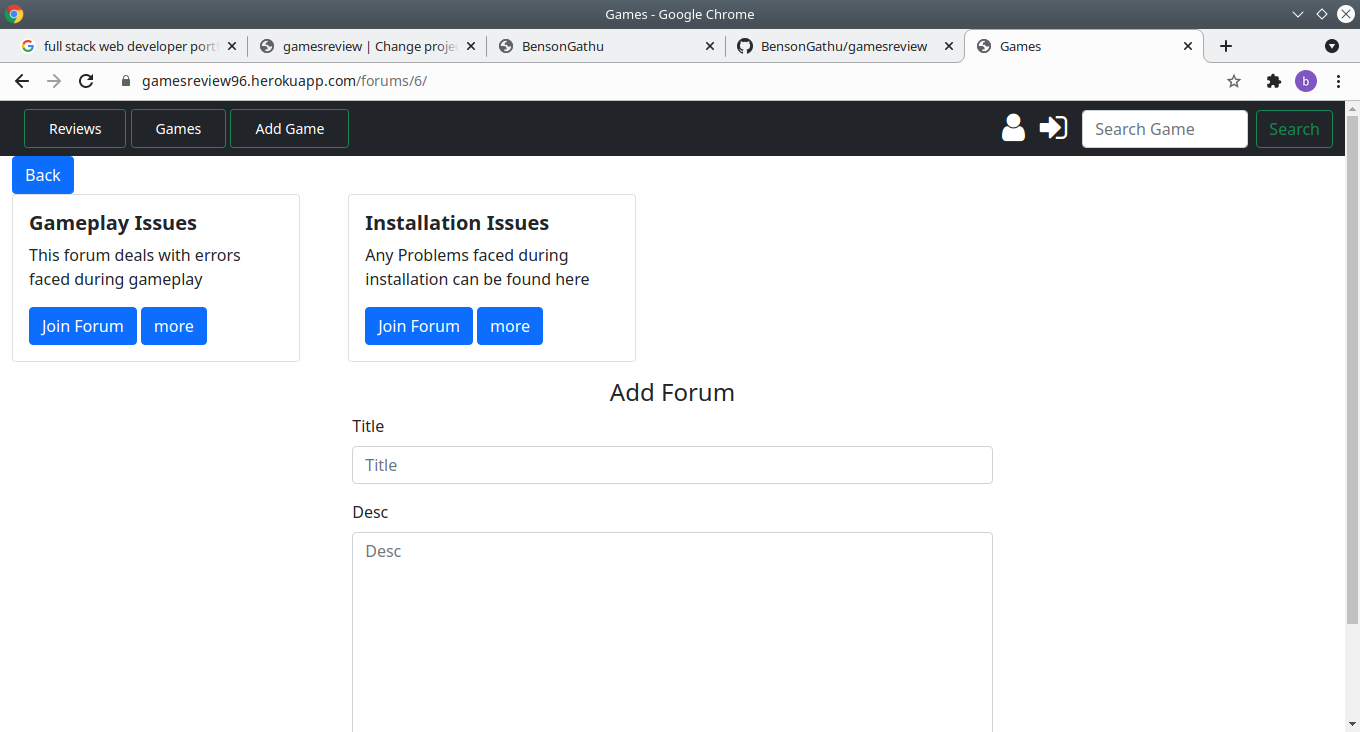 Games - Google Chrome
full stack web developer port
gamesreview | Change proje
BensonGathu
BensonGathu/gamesreview
Games
gamesreview96.herokuapp.com/forums/6/
b
Reviews
Games
Add Game
Search Game
Search
Back
Gameplay Issues
This forum deals with errors
faced during gameplay
Join Forum
more
Installation Issues
Any Problems faced during
installation can be found here
Join Forum
more
Add Forum
Title
Title
Desc
Desc